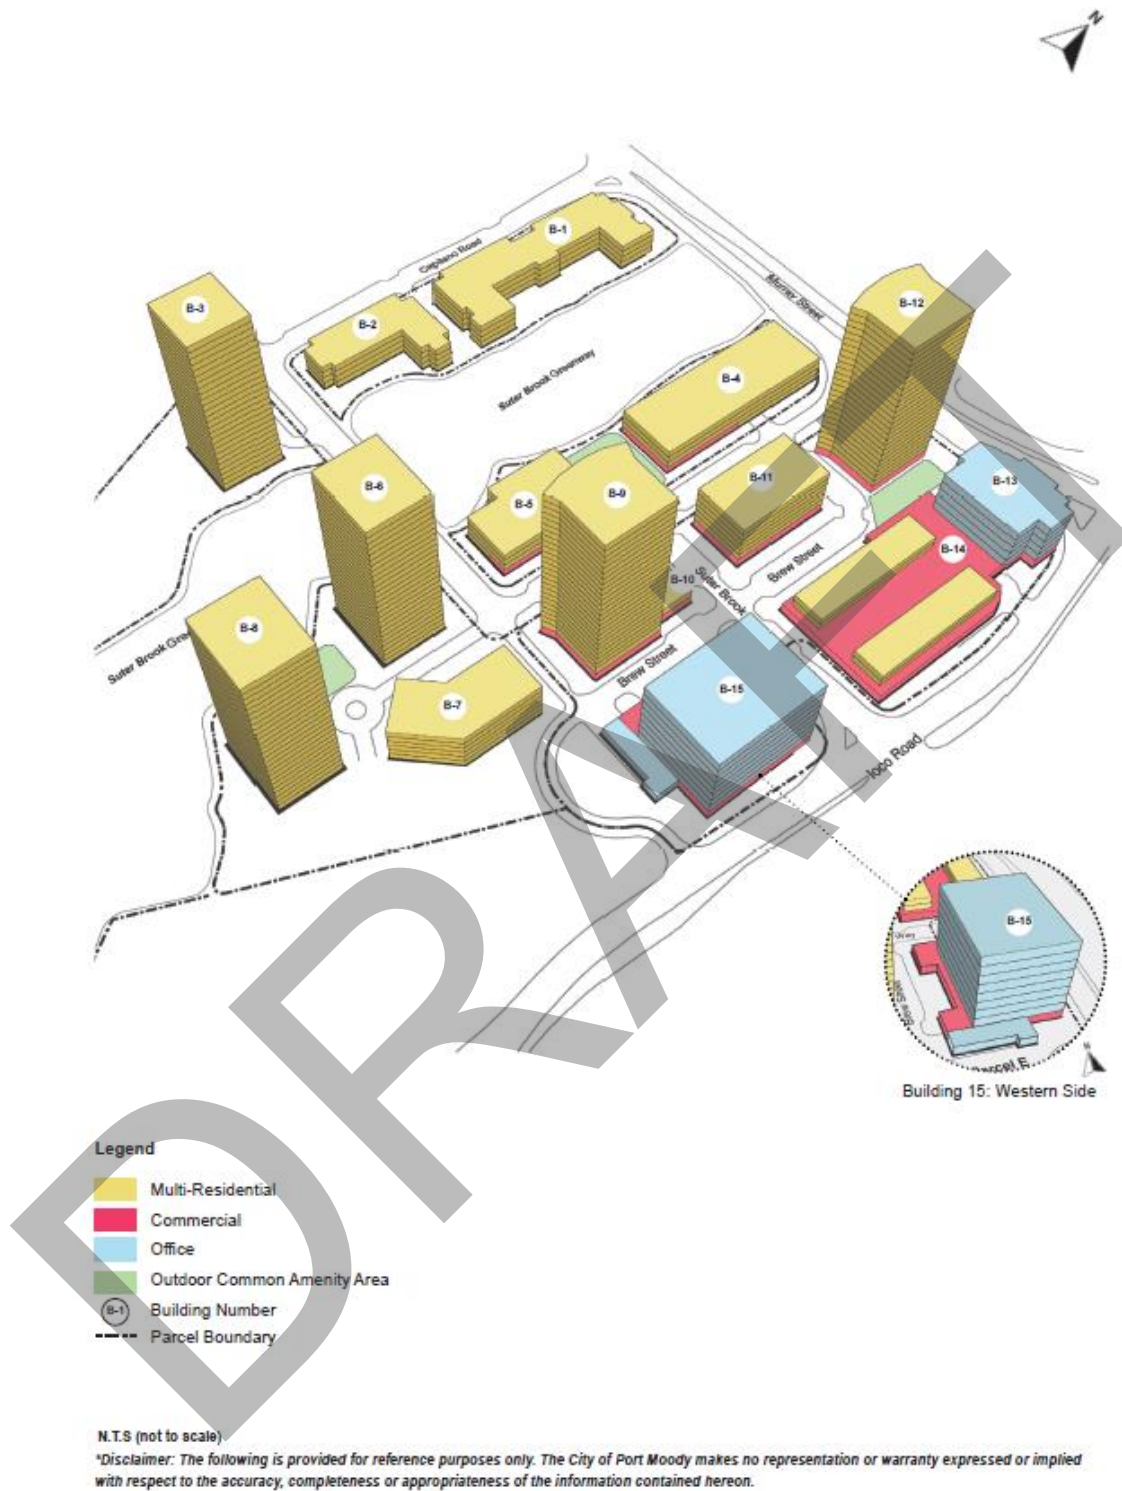 N
B-1
Capilano Road
B-3
B-2
Murray Street
B-12
B-4
Suter Brook Greenway
B-6
B-11
B-13
B-5
B-9
B-14
Brew Street
B-10
Suter Brook
B-8
Suter Brook Gree
Brew Street
B-15
B-7
Ioco Road
B-15
Brew Street
Parcel E
N
Building 15: Western Side
DRAFT
Legend
Multi-Residential
Commercial
Office
Outdoor Common Amenity Area
B-1 Building Number
Parcel Boundary
N.T.S (not to scale)
*Disclaimer: The following is provided for reference purposes only. The City of Port Moody makes no representation or warranty expressed or implied
with respect to the accuracy, completeness or appropriateness of the information contained hereon.